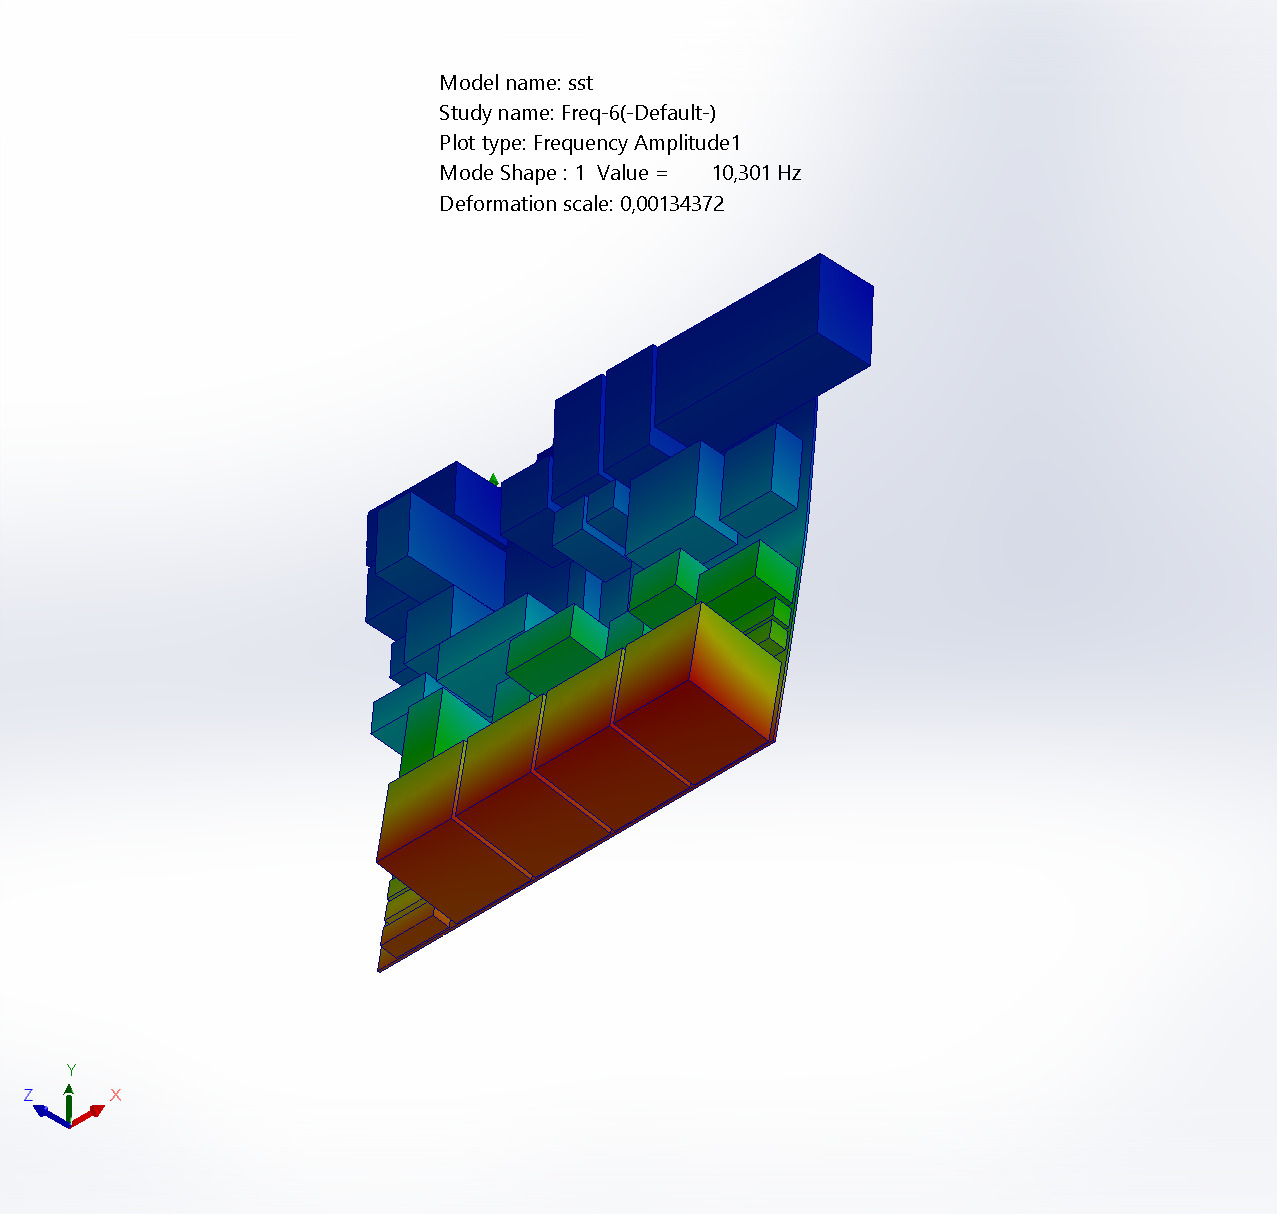 Model name: sst
Study name: Freq-6(-Default-)
Plot type: Frequency Amplitude1
Mode Shape : 1 Value = 10,301 Hz
Deformation scale: 0,00134372
Y
Z X